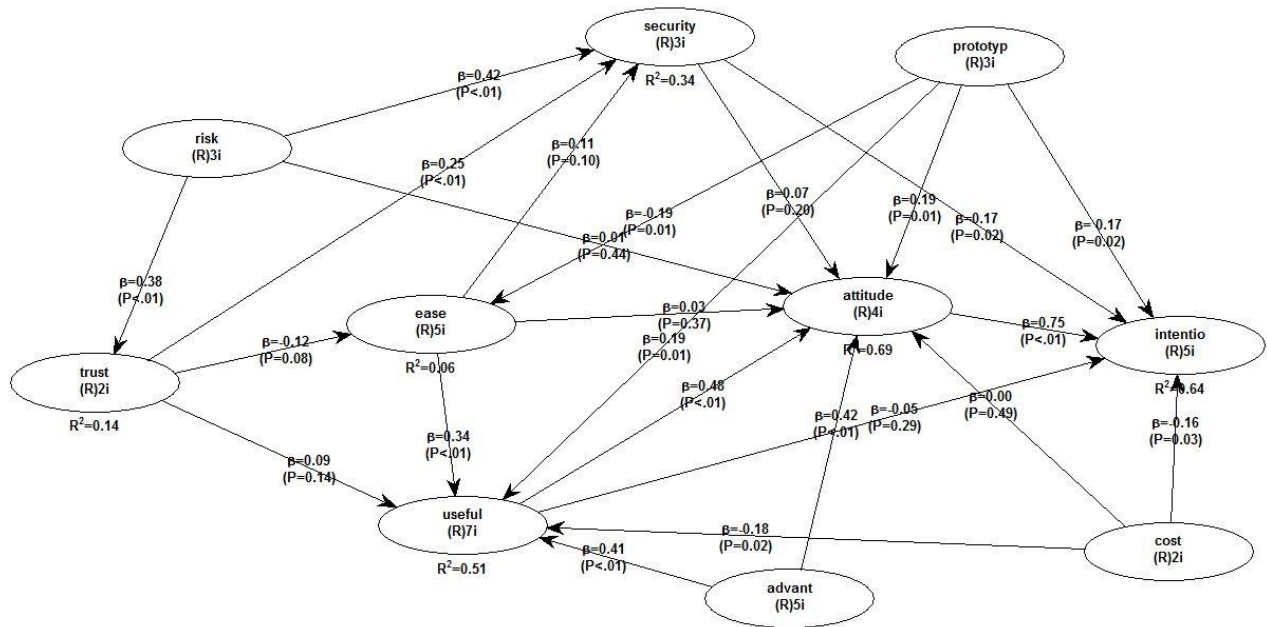 security
(R)3i
R²=0.34
prototyp
(R)3i
β=0.42
(P<.01)
risk
(R)3i
β=0.11
(P=0.10)
β=0.25
(P<.01)
β=0.07
(P=0.20)
β=0.19
(P=0.01)
β=-0.19
(P=0.01)
β=0.17
(P=0.02)
β=-0.17
(P=0.02)
β=0.01
(P=0.44)
β=0.38
(P<.01)
attitude
(R)4i
R²=0.69
ease
(R)5i
R²=0.06
β=0.03
(P=0.37)
β=0.75
(P<.01)
intentio
(R)5i
R²=0.64
β=-0.12
(P=0.08)
β=0.19
(P=0.01)
trust
(R)2i
R²=0.14
β=0.48
(P<.01)
β=0.00
(P=0.49)
β=0.42
(P<.01)
β=-0.05
(P=0.29)
β=-0.16
(P=0.03)
β=0.34
(P<.01)
β=0.09
(P=0.14)
useful
(R)7i
R²=0.51
β=-0.18
(P=0.02)
cost
(R)2i
β=0.41
(P<.01)
advant
(R)5i